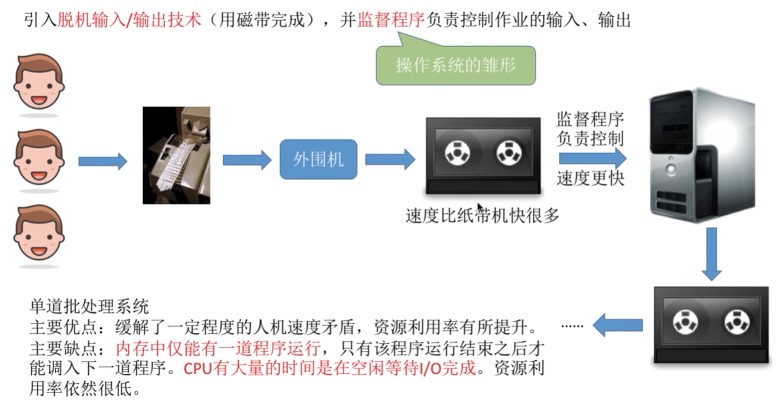 引入脱机输入/输出技术（用磁带完成），并监督程序负责控制作业的输入、输出
操作系统的雏形
外围机
监督程序
负责控制
速度更快
速度比纸带机快很多
单道批处理系统
主要优点：缓解了一定程度的人机速度矛盾，资源利用率有所提升。
主要缺点：内存中仅能有一道程序运行，只有该程序运行结束之后才
能调入下一道程序。CPU有大量的时间是在空闲等待I/O完成。资源利
用率依然很低。
……